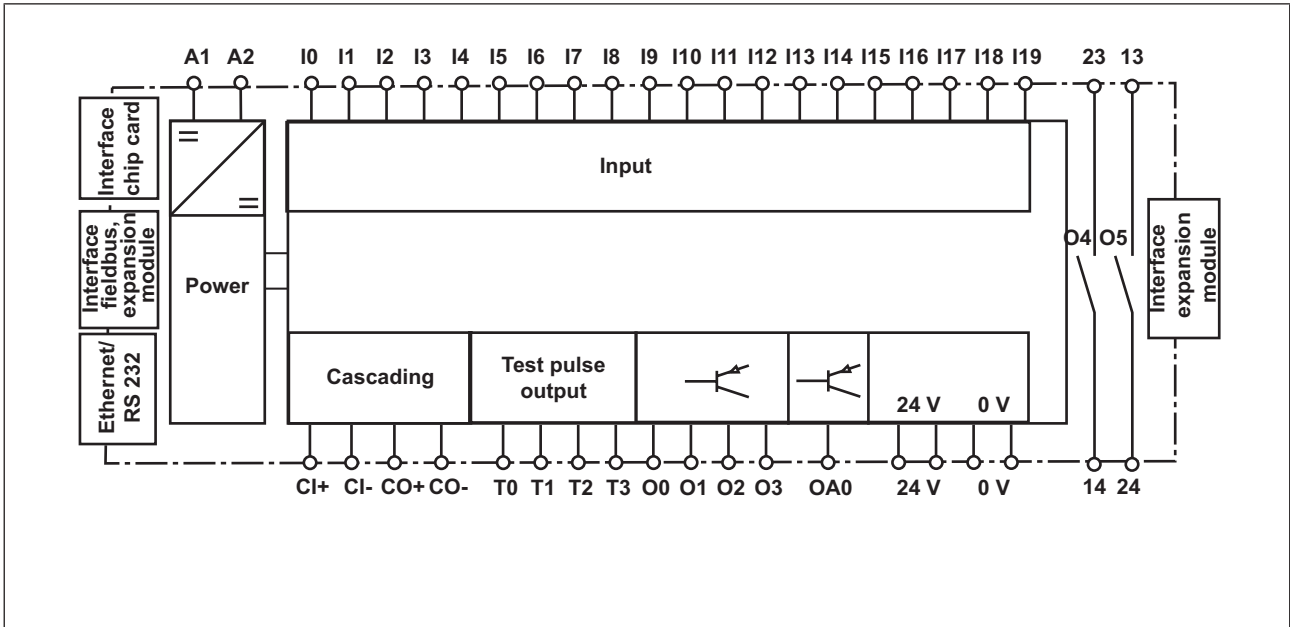 A1 A2 I0 I1 I2 I3 I4 I5 I6 I7 I8 I9 I10 I11 I12 I13 I14 I15 I16 I17 I18 I19 23 13
Interface
chip card
Interface
fieldbus,
expansion
module
Ethernet/
RS 232
Power
Input
O4 O5
Interface
expansion
module
Cascading
Test pulse
output
24 V 0 V
CI+ CI- CO+ CO- T0 T1 T2 T3 O0 O1 O2 O3 OA0 24 V 0 V 14 24